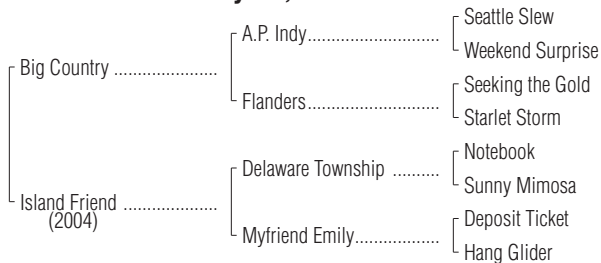 Seattle Slew
A.P. Indy
Weekend Surprise
Big Country
Seeking the Gold
Flanders
Starlet Storm
Notebook
Delaware Township
Sunny Mimosa
Island Friend
(2004)
Deposit Ticket
Myfriend Emily
Hang Glider